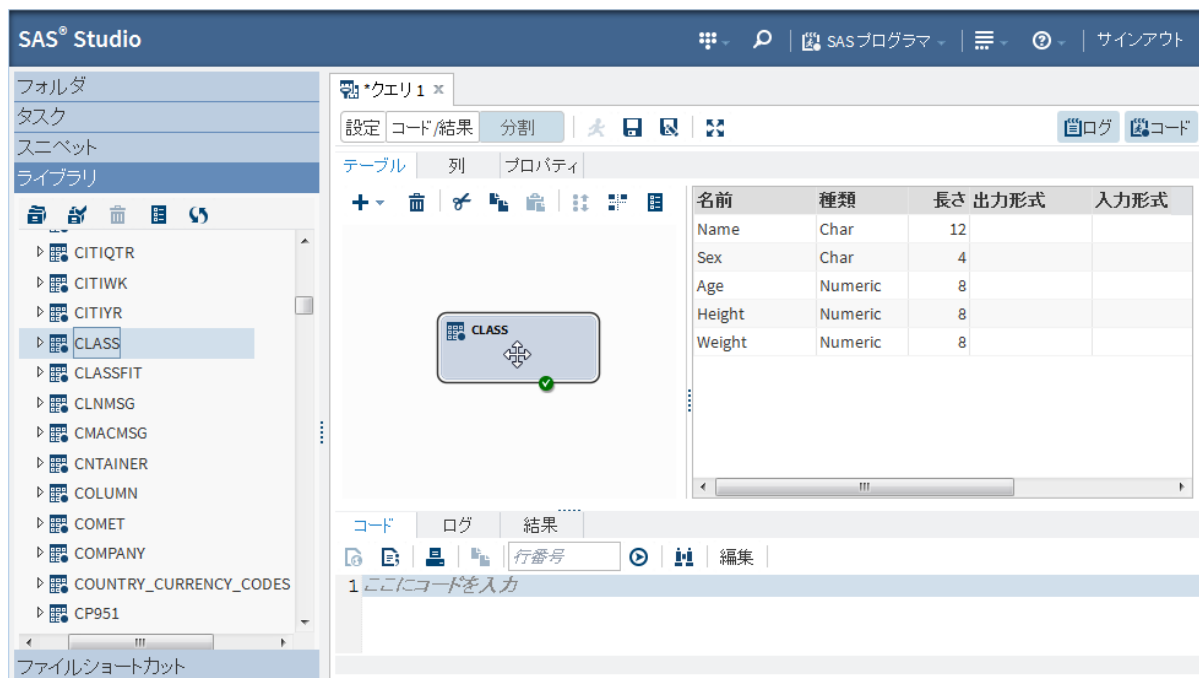 SAS® Studio
SASプログラマ
サインアウト
フォルダ
タスク
スニペット
ライブラリ
CITIQTR
CITIWK
CITIYR
CLASS
CLASSFIT
CLNMSG
CMACMSG
CNTAINER
COLUMN
COMET
COMPANY
COUNTRY_CURRENCY_CODES
CP951
ファイルショートカット
*クエリ 1
設定 コード/結果 分割
ログ コード
テーブル 列 プロパティ
CLASS
名前 種類 長さ 出力形式 入力形式
Name Char 12
Sex Char 4
Age Numeric 8
Height Numeric 8
Weight Numeric 8
コード ログ 結果
行番号 編集
1 ここにコードを入力